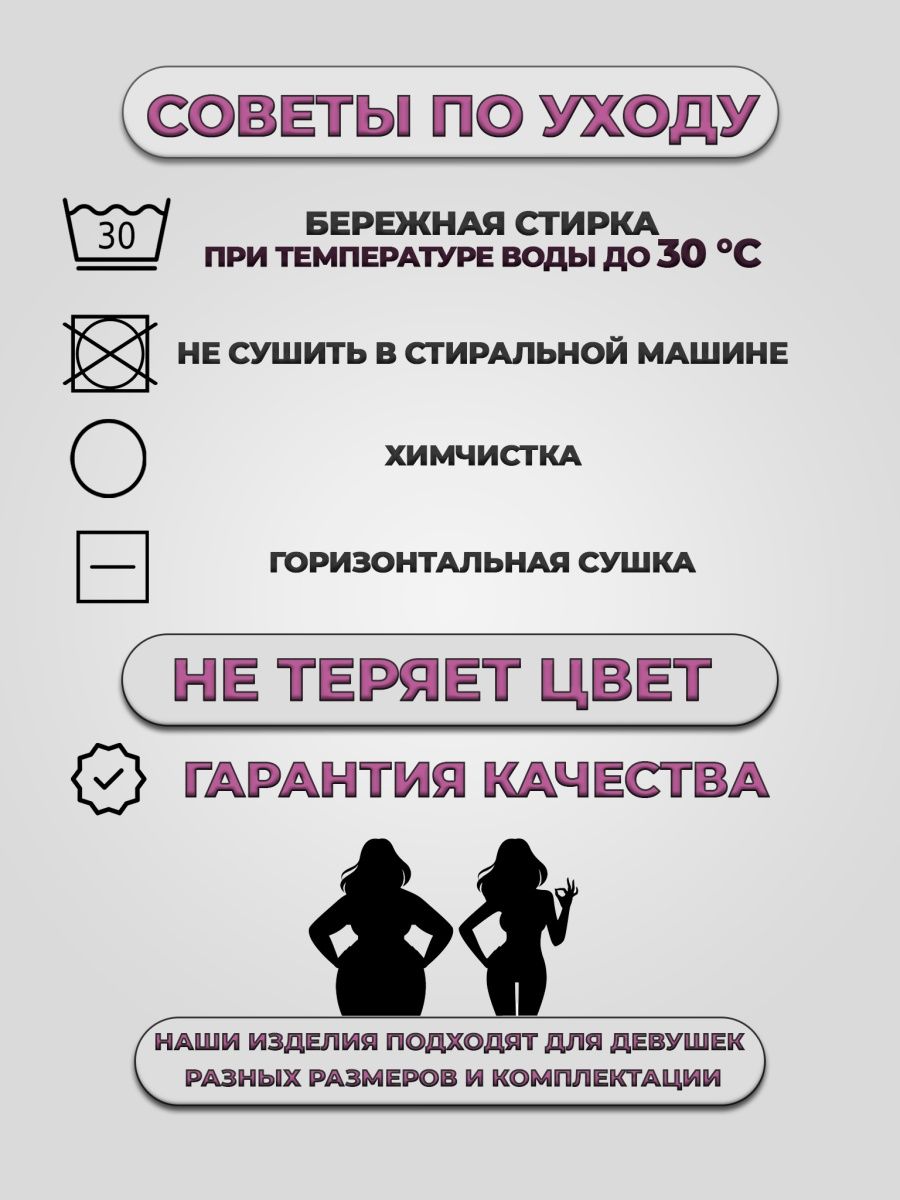 СОВЕТЫ ПО УХОДУ
30
БЕРЕЖНАЯ СТИРКА
ПРИ ТЕМПЕРАТУРЕ ВОДЫ ДО 30 °C
НЕ СУШИТЬ В СТИРАЛЬНОЙ МАШИНЕ
ХИМЧИСТКА
ГОРИЗОНТАЛЬНАЯ СУШКА
НЕ ТЕРЯЕТ ЦВЕТ
ГАРАНТИЯ КАЧЕСТВА
НАШИ ИЗДЕЛИЯ ПОДХОДЯТ ДЛЯ ДЕВУШЕК
РАЗНЫХ РАЗМЕРОВ И КОМПЛЕКТАЦИИ